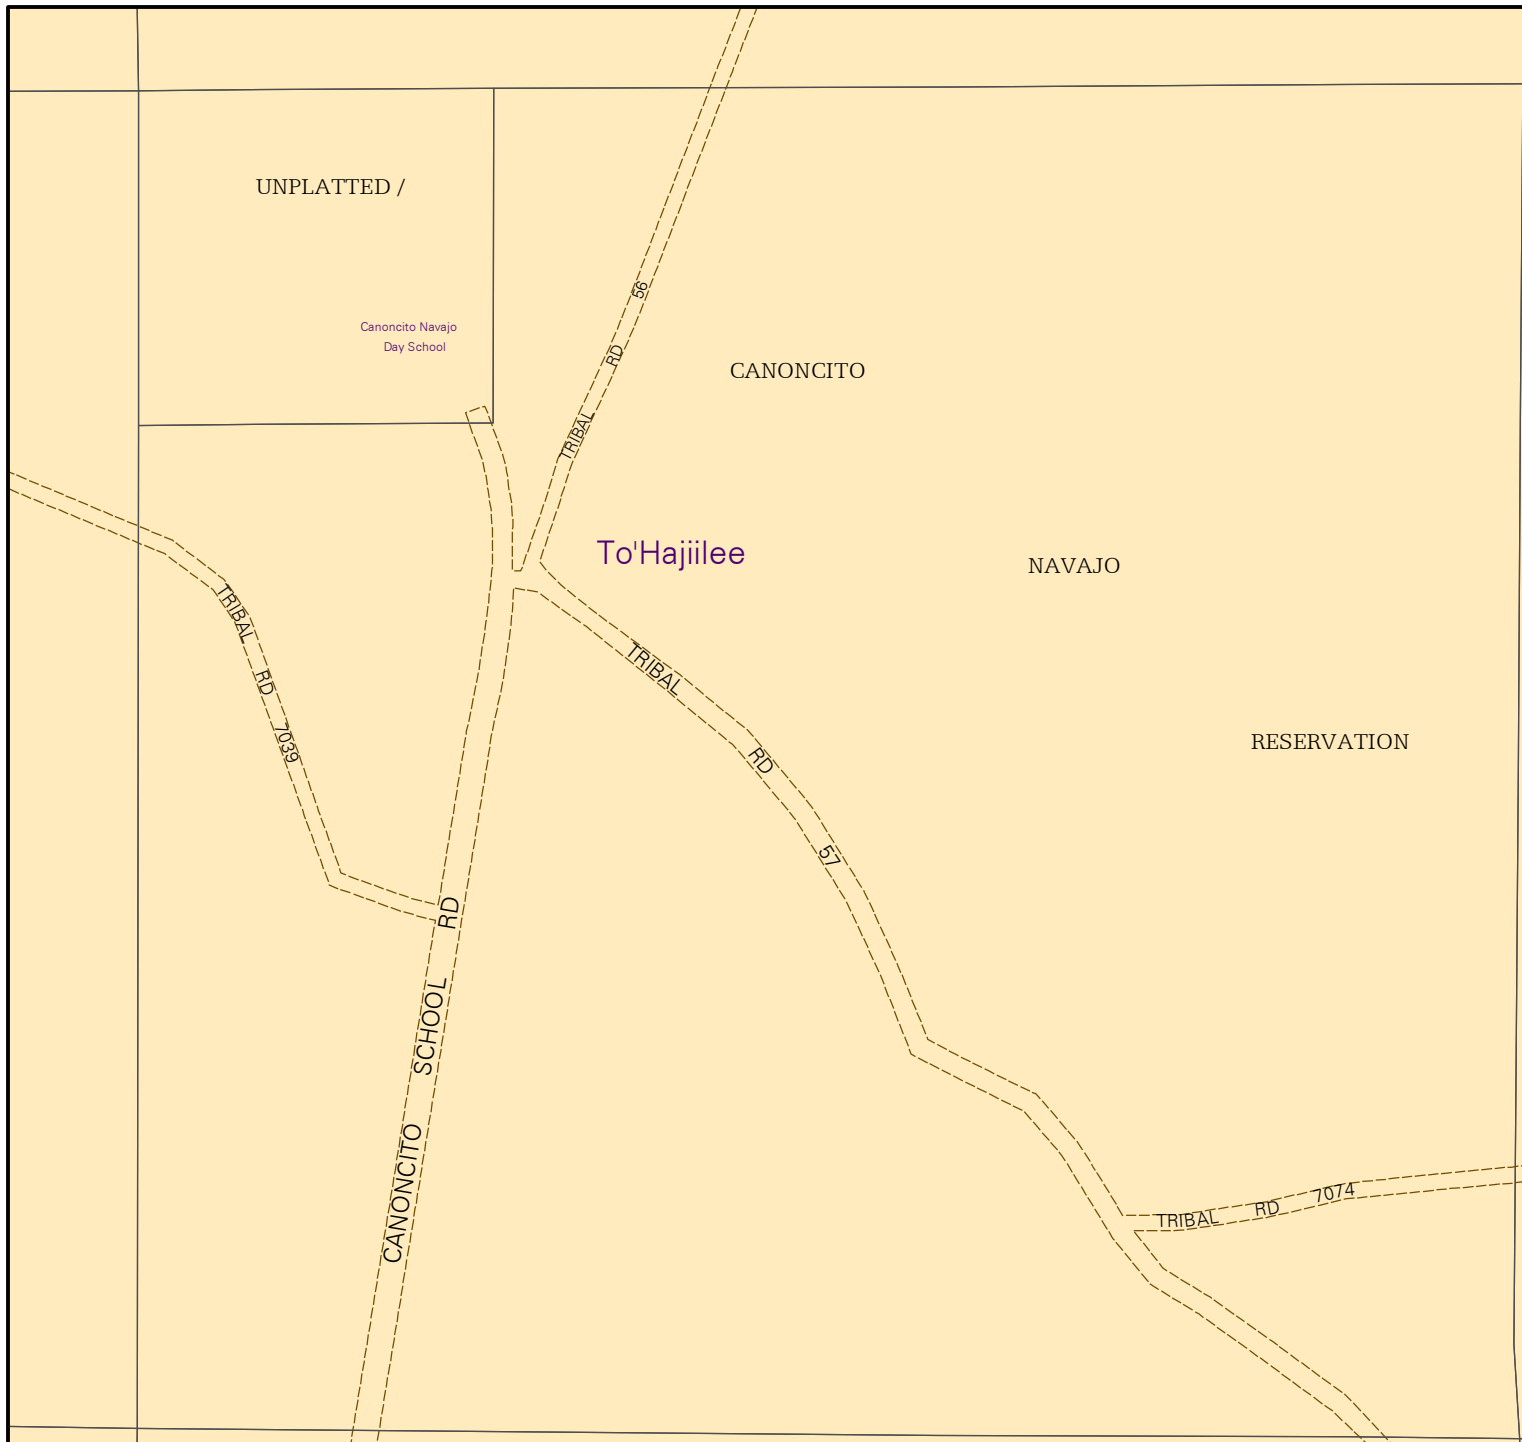 UNPLATTED /
CANONCITO
NAVAJO
RESERVATION
Canoncito Navajo
Day School
To'Hajiilee
TRIBAL RD 56
TRIBAL RD 7039
TRIBAL RD 57
CANONCITO SCHOOL RD
TRIBAL RD 7074